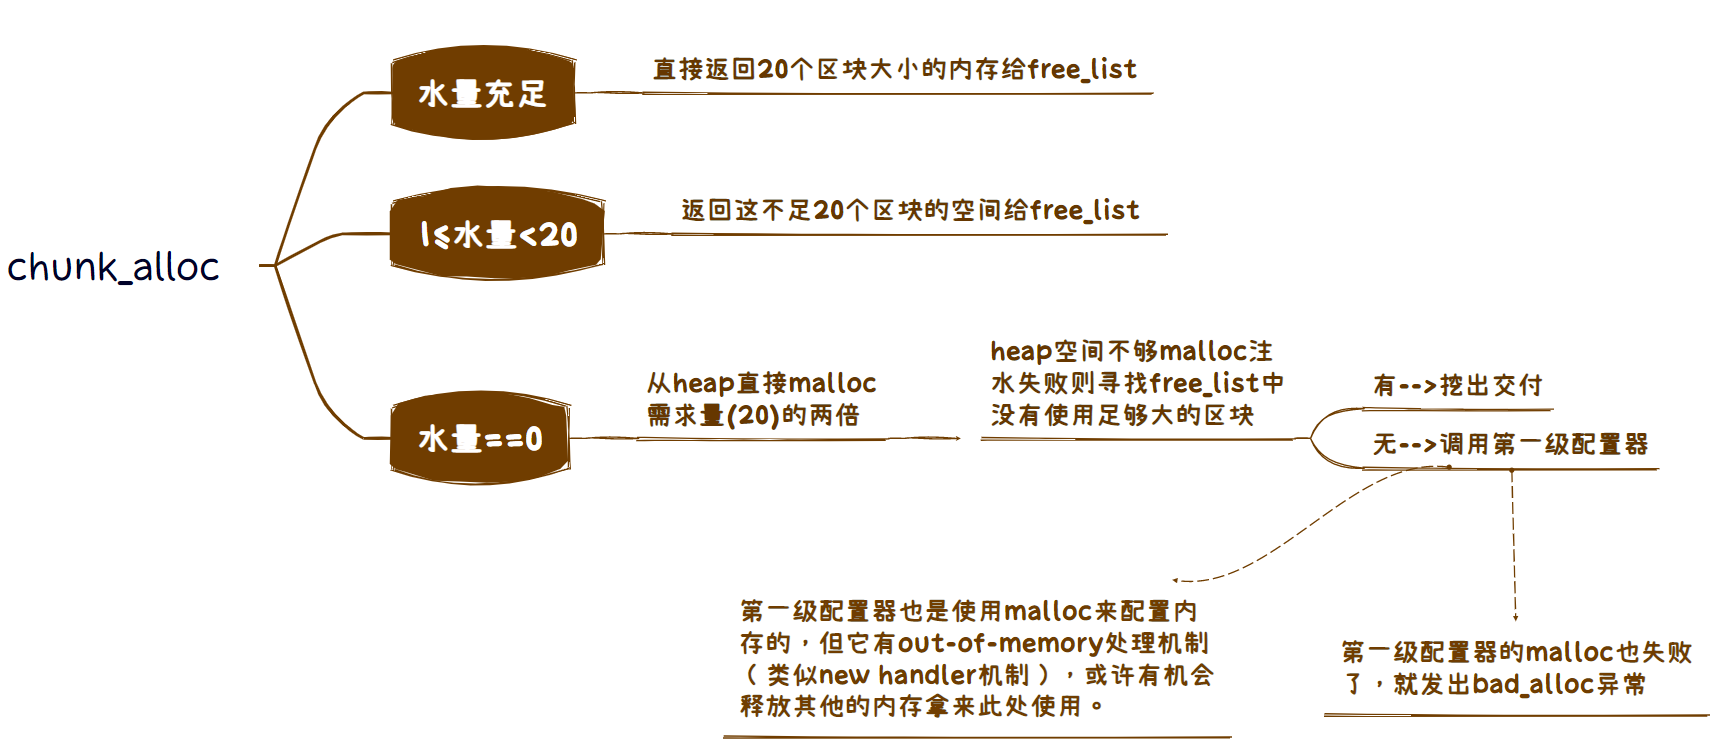 chunk_alloc
水量充足
直接返回20个区块大小的内存给free_list
1≤水量<20
返回这不足20个区块的空间给free_list
水量==0
从heap直接malloc
需求量(20)的两倍
heap空间不够malloc注
水失败则寻找free_list中
没有使用足够大的区块
有-->挖出交付
无-->调用第一级配置器
第一级配置器也是使用malloc来配置内
存的，但它有out-of-memory处理机制
（类似new handler机制），或许有机会
释放其他的内存拿来此处使用。
第一级配置器的malloc也失败
了，就发出bad_alloc异常